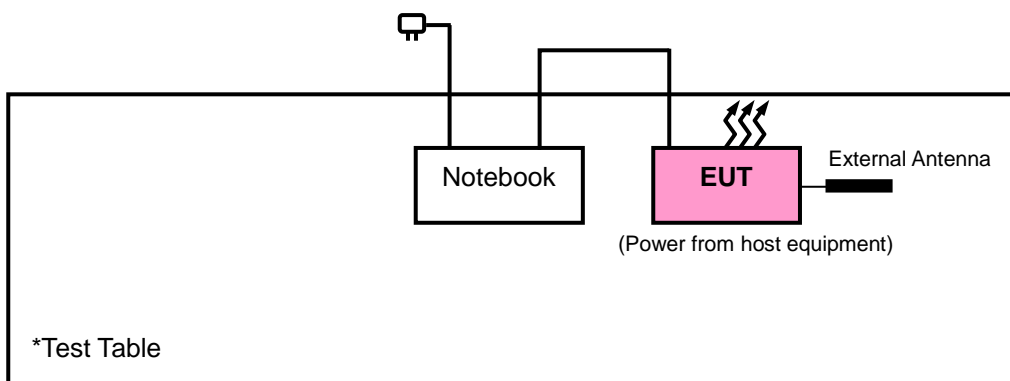 Notebook
EUT
External Antenna
(Power from host equipment)
*Test Table